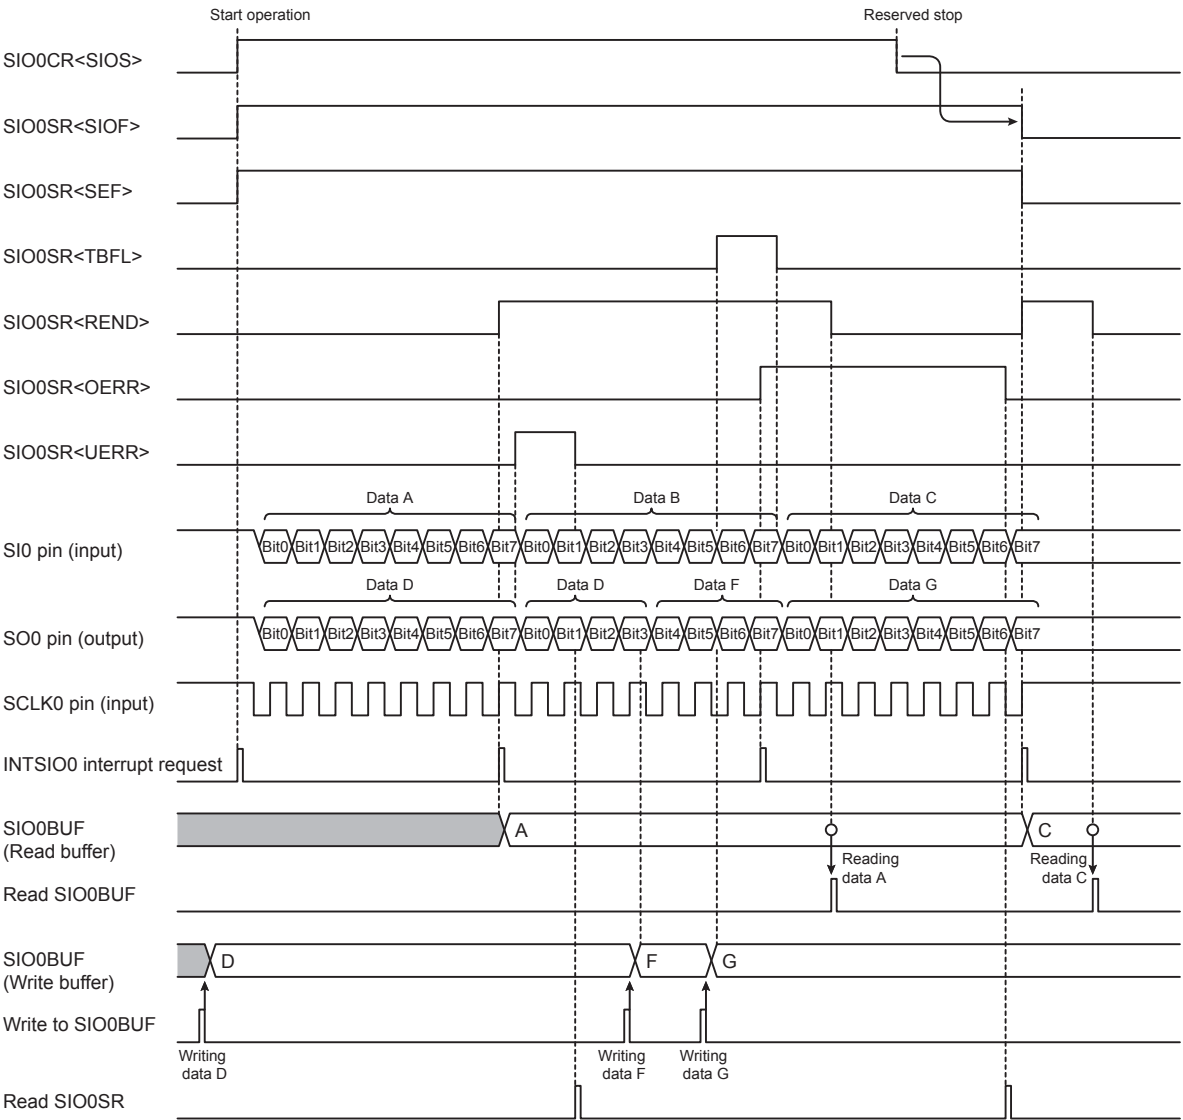 Start operation
Reserved stop
SIO0CR<SIOS>
SIO0SR<SIOF>
SIO0SR<SEF>
SIO0SR<TBFL>
SIO0SR<REND>
SIO0SR<OERR>
SIO0SR<UERR>
Data A Data B Data C
SI0 pin (input) Bit0 Bit1 Bit2 Bit3 Bit4 Bit5 Bit6 Bit7 Bit0 Bit1 Bit2 Bit3 Bit4 Bit5 Bit6 Bit7 Bit0 Bit1 Bit2 Bit3 Bit4 Bit5 Bit6 Bit7
Data D Data D Data F Data G
SO0 pin (output) Bit0 Bit1 Bit2 Bit3 Bit4 Bit5 Bit6 Bit7 Bit0 Bit1 Bit2 Bit3 Bit4 Bit5 Bit6 Bit7 Bit0 Bit1 Bit2 Bit3 Bit4 Bit5 Bit6 Bit7
SCLK0 pin (input)
INTSIO0 interrupt request
SIO0BUF
(Read buffer)
A
C
Reading
data A
Reading
data C
Read SIO0BUF
SIO0BUF
(Write buffer)
D
F
G
Write to SIO0BUF
Writing
data D
Writing
data F
Writing
data G
Read SIO0SR